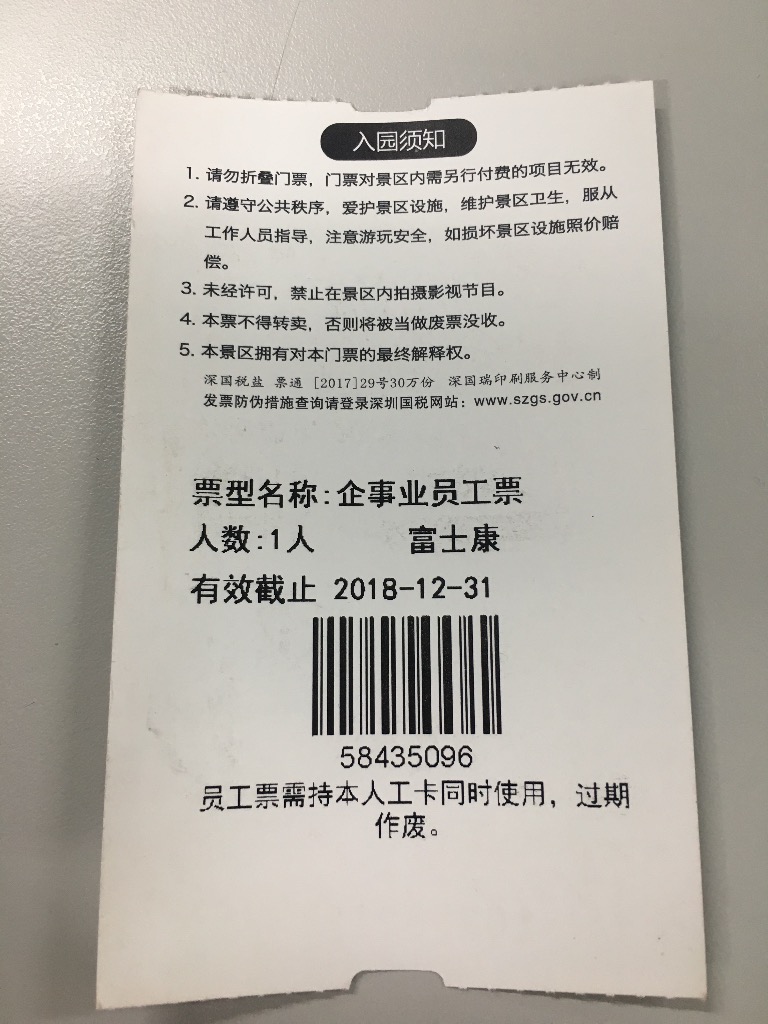 入园须知
1. 请勿折叠门票，门票对景区内需另行付费的项目无效。
2. 请遵守公共秩序，爱护景区设施，维护景区卫生，服从
工作人员指导，注意游玩安全，如损坏景区设施照价赔
偿。
3. 未经许可，禁止在景区内拍摄影视节目。
4. 本票不得转卖，否则将被当做废票没收。
5. 本景区拥有对本门票的最终解释权。
深国税盐 票通 [2017]29号30万份 深国瑞印刷服务中心制
发票防伪措施查询请登录深圳国税网站：www.szgs.gov.cn
票型名称:企事业员工票
人数:1人 富士康
有效截止 2018-12-31
58435096
员工票需持本人工卡同时使用，过期
作废。